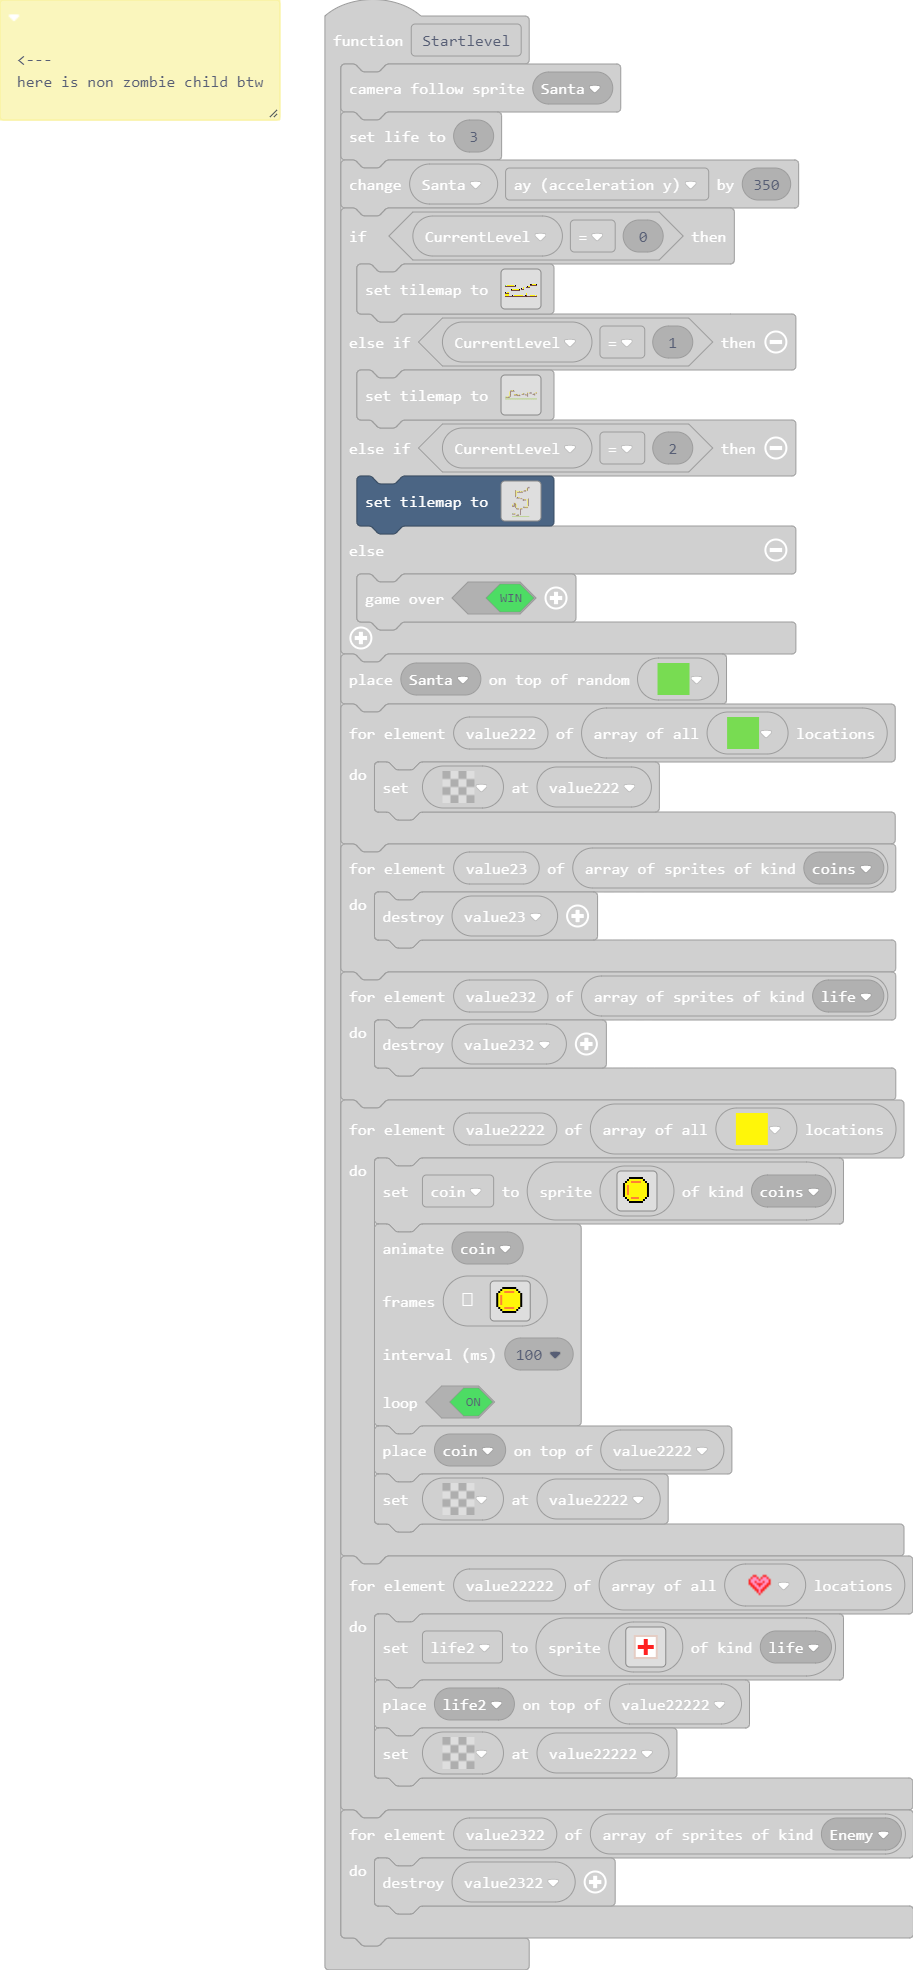 <---
here is non zombie child btw
function Startlevel
camera follow sprite Santa
set life to 3
change Santa ay (acceleration y) by 350
if CurrentLevel = 0 then
set tilemap to
else if CurrentLevel = 1 then
set tilemap to
else if CurrentLevel = 2 then
set tilemap to
else
game over WIN
place Santa on top of random
for element value222 of array of all locations
do
set at value222
for element value23 of array of sprites of kind coins
do
destroy value23
for element value232 of array of sprites of kind life
do
destroy value232
for element value2222 of array of all locations
do
set coin to sprite of kind coins
animate coin
frames
interval (ms) 100
loop ON
place coin on top of value2222
set at value2222
for element value22222 of array of all locations
do
set life2 to sprite of kind life
place life2 on top of value22222
set at value22222
for element value2322 of array of sprites of kind Enemy
do
destroy value2322